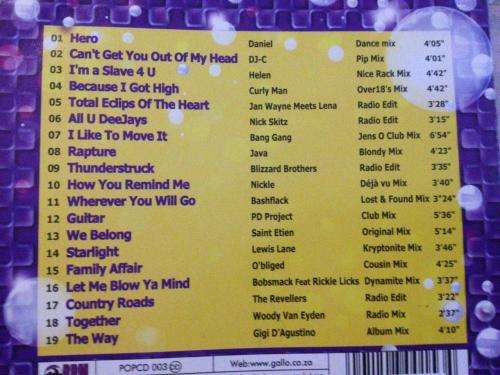 01 Hero Daniel Dance mix 4'05"
02 Can't Get You Out Of My Head DJ-C Pip Mix 4'01"
03 I'm a Slave 4 U Helen Nice Rack Mix 4'42"
04 Because I Got High Curly Man Over18's Mix 4'42"
05 Total Eclips Of The Heart Jan Wayne Meets Lena Radio Edit 3'28"
06 All U DeeJays Nick Skitz Radio Edit 3'15"
07 I Like To Move It Bang Gang Jens O Club Mix 6'54"
08 Rapture Java Blondy Mix 4'23"
09 Thunderstruck Blizzard Brothers Radio Edit 3'35"
10 How You Remind Me Nickle Déjà vu Mix 3'40"
11 Wherever You Will Go Bashflack Lost & Found Mix 3'24"
12 Guitar PD Project Club Mix 5'36"
13 We Belong Saint Etien Original Mix 5'14"
14 Starlight Lewis Lane Kryptonite Mix 3'46"
15 Family Affair O'bliged Cousin Mix 4'25"
16 Let Me Blow Ya Mind Bobsmack Feat Rickie Licks Dynamite Mix 3'37"
17 Country Roads The Revellers Radio Edit 3'22"
18 Together Woody Van Eyden Radio Mix 2'37"
19 The Way Gigi D'Agustino Album Mix 4'10"
POPCD 003 Web:www.gallo.co.za